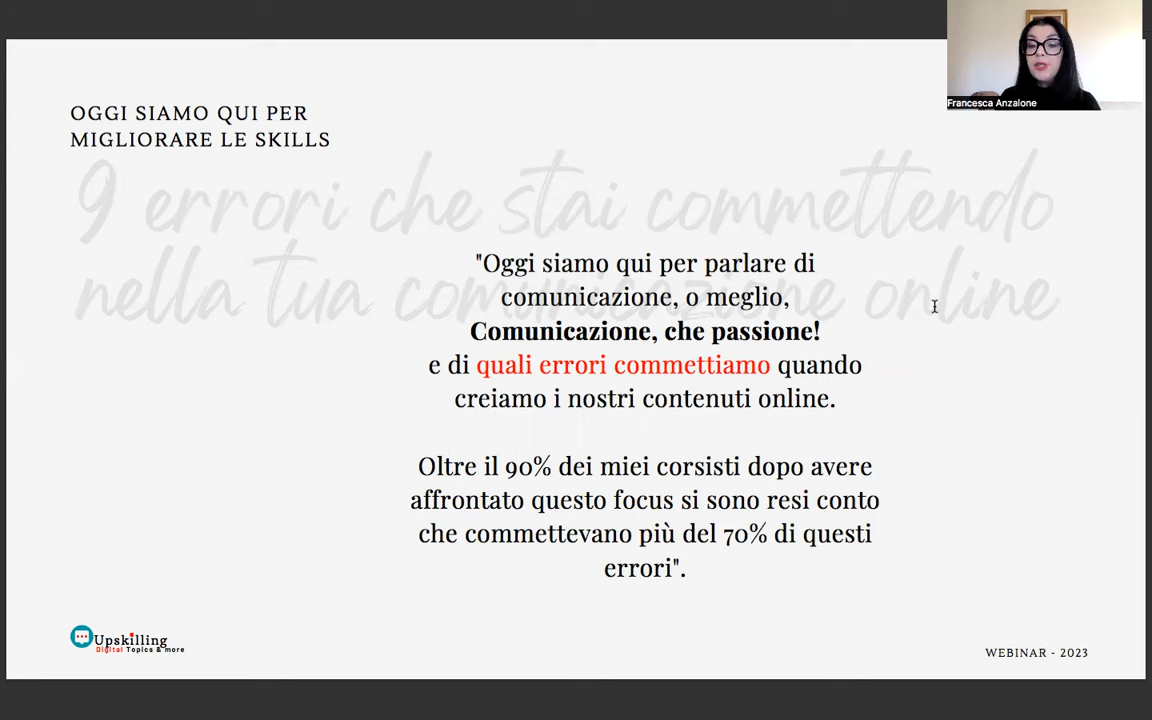 Francesca Anzalone
OGGI SIAMO QUI PER
MIGLIORARE LE SKILLS
9 errori che stai commettendo
nella tua comunicazione online
"Oggi siamo qui per parlare di
comunicazione, o meglio,
Comunicazione, che passione!
e di quali errori commettiamo quando
creiamo i nostri contenuti online.
Oltre il 90% dei miei corsisti dopo avere
affrontato questo focus si sono resi conto
che commettevano più del 70% di questi
errori".
Upskilling
Digital Topics & more
WEBINAR - 2023